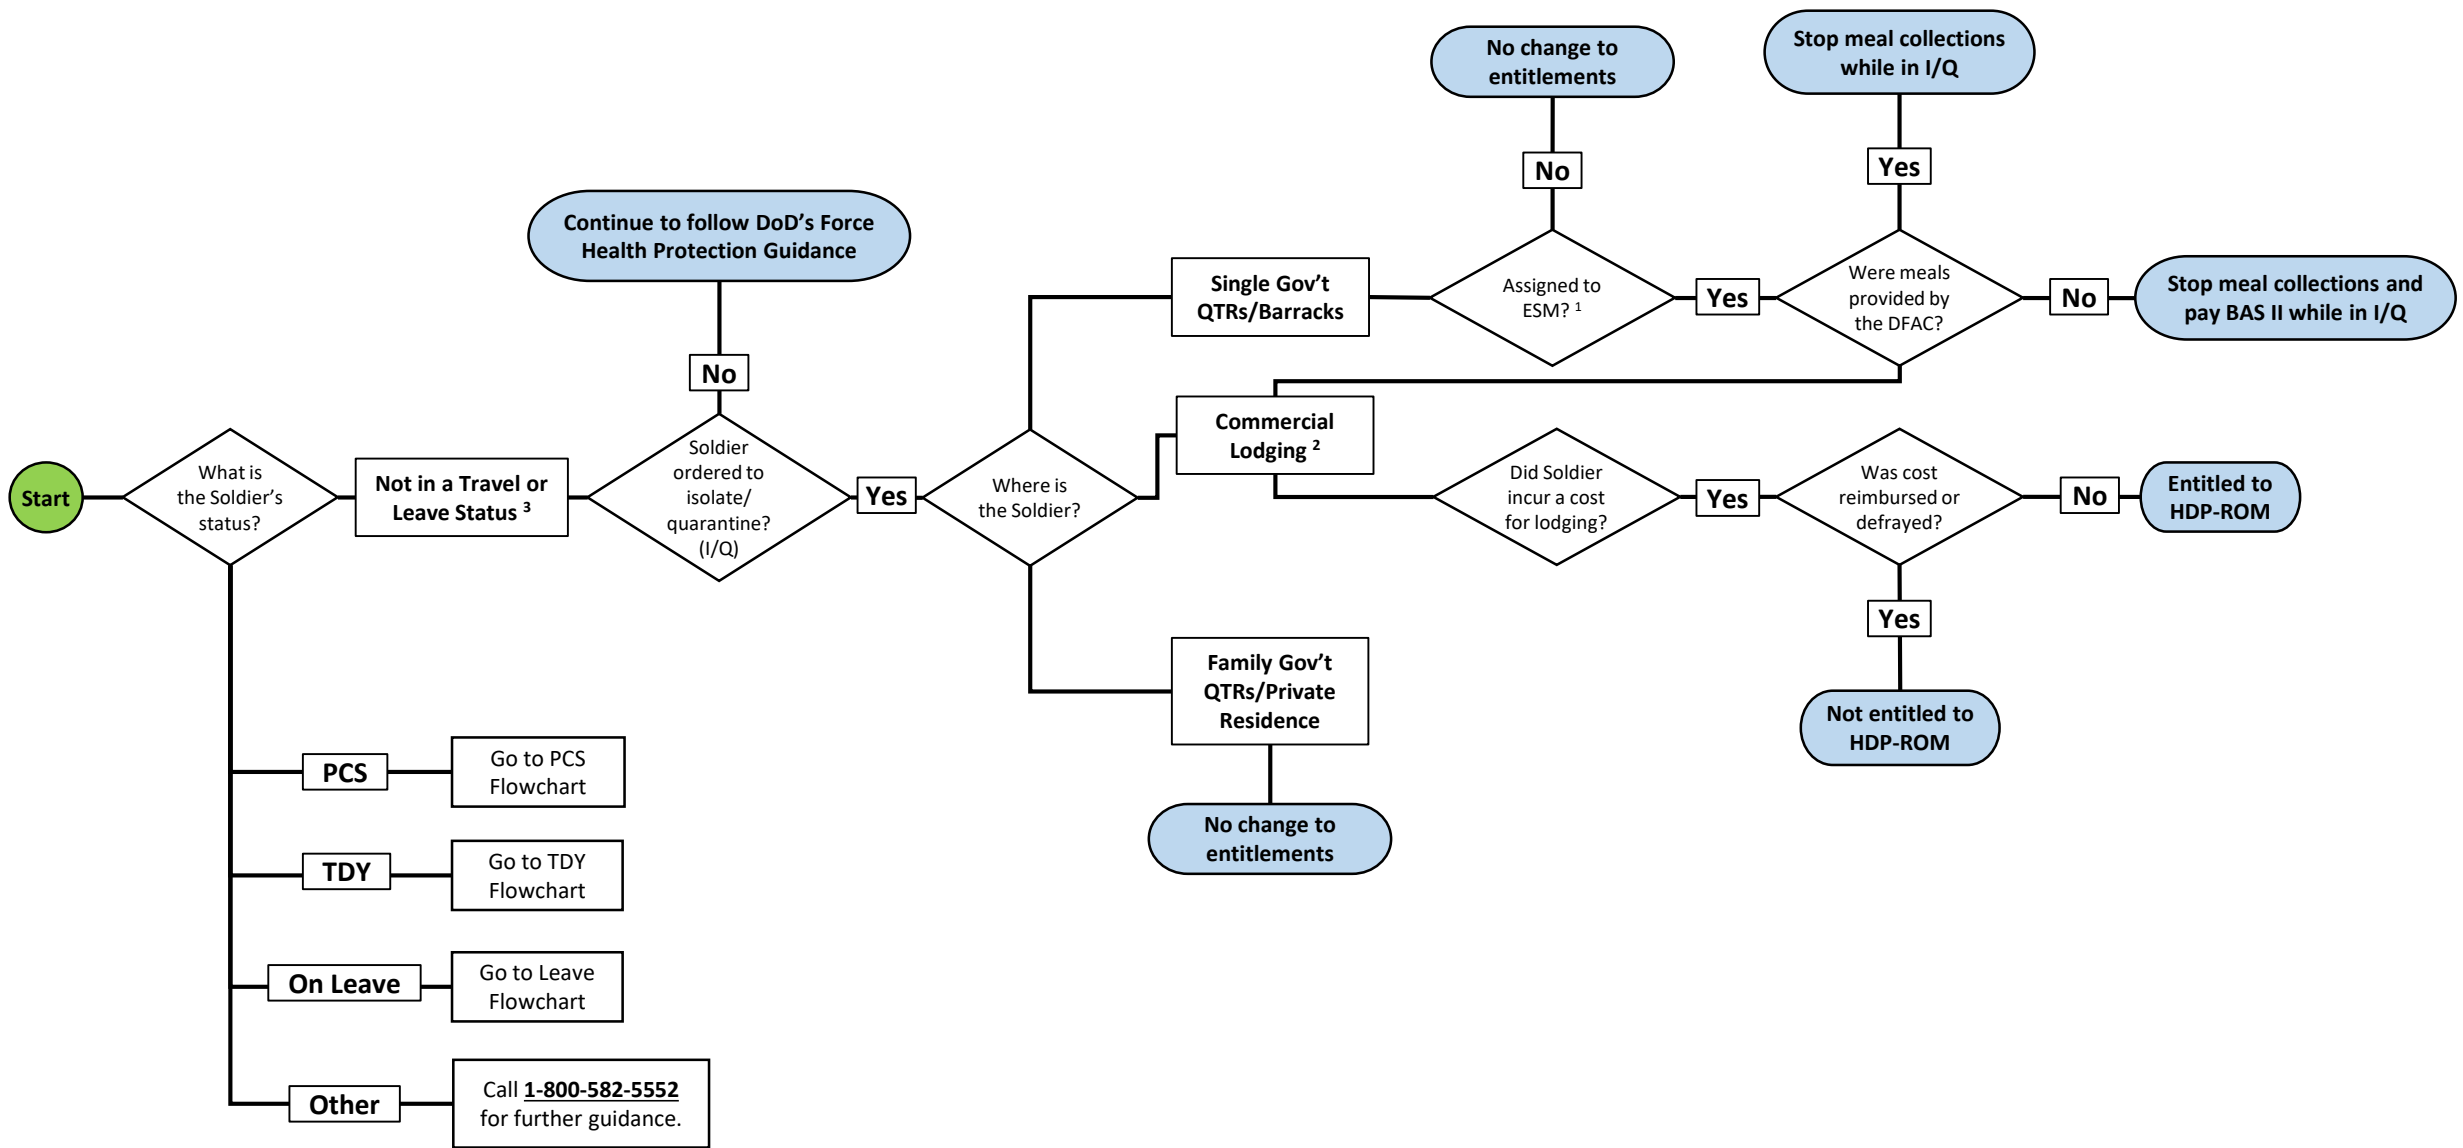 Start
What is
the Soldier's
status?
Not in a Travel or
Leave Status ³
Soldier
ordered to
isolate/
quarantine?
(I/Q)
No
Continue to follow DoD's Force
Health Protection Guidance
Yes
Where is
the Soldier?
Single Gov't
QTRs/Barracks
Assigned to
ESM? ¹
No
No change to
entitlements
Yes
Were meals
provided by
the DFAC?
Yes
Stop meal collections
while in I/Q
No
Stop meal collections and
pay BAS II while in I/Q
Commercial
Lodging ²
Did Soldier
incur a cost
for lodging?
Yes
Was cost
reimbursed or
defrayed?
No
Entitled to
HDP-ROM
Yes
Not entitled to
HDP-ROM
Family Gov't
QTRs/Private
Residence
No change to
entitlements
PCS
Go to PCS
Flowchart
TDY
Go to TDY
Flowchart
On Leave
Go to Leave
Flowchart
Other
Call 1-800-582-5552
for further guidance.